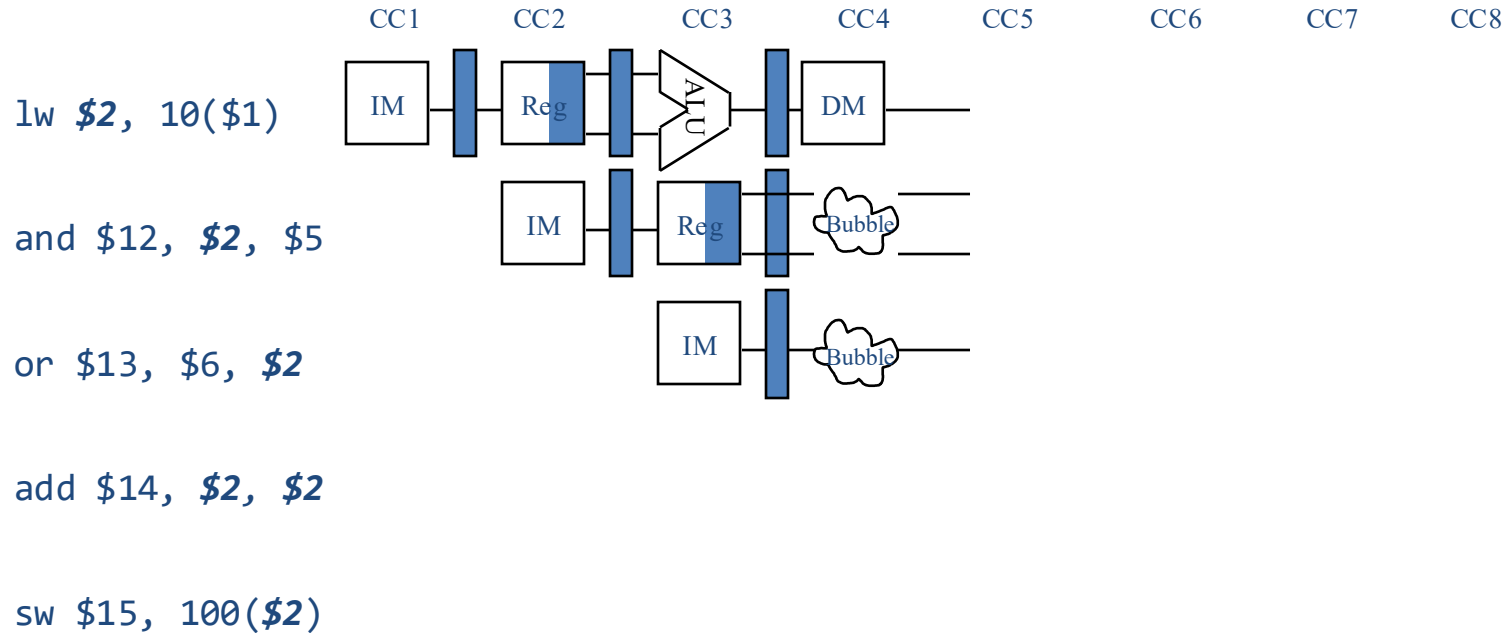 CC1 CC2 CC3 CC4 CC5 CC6 CC7 CC8
lw $2, 10($1) IM Reg ALU DM
and $12, $2, $5 IM Reg Bubble
or $13, $6, $2 IM Bubble
add $14, $2, $2
sw $15, 100($2)